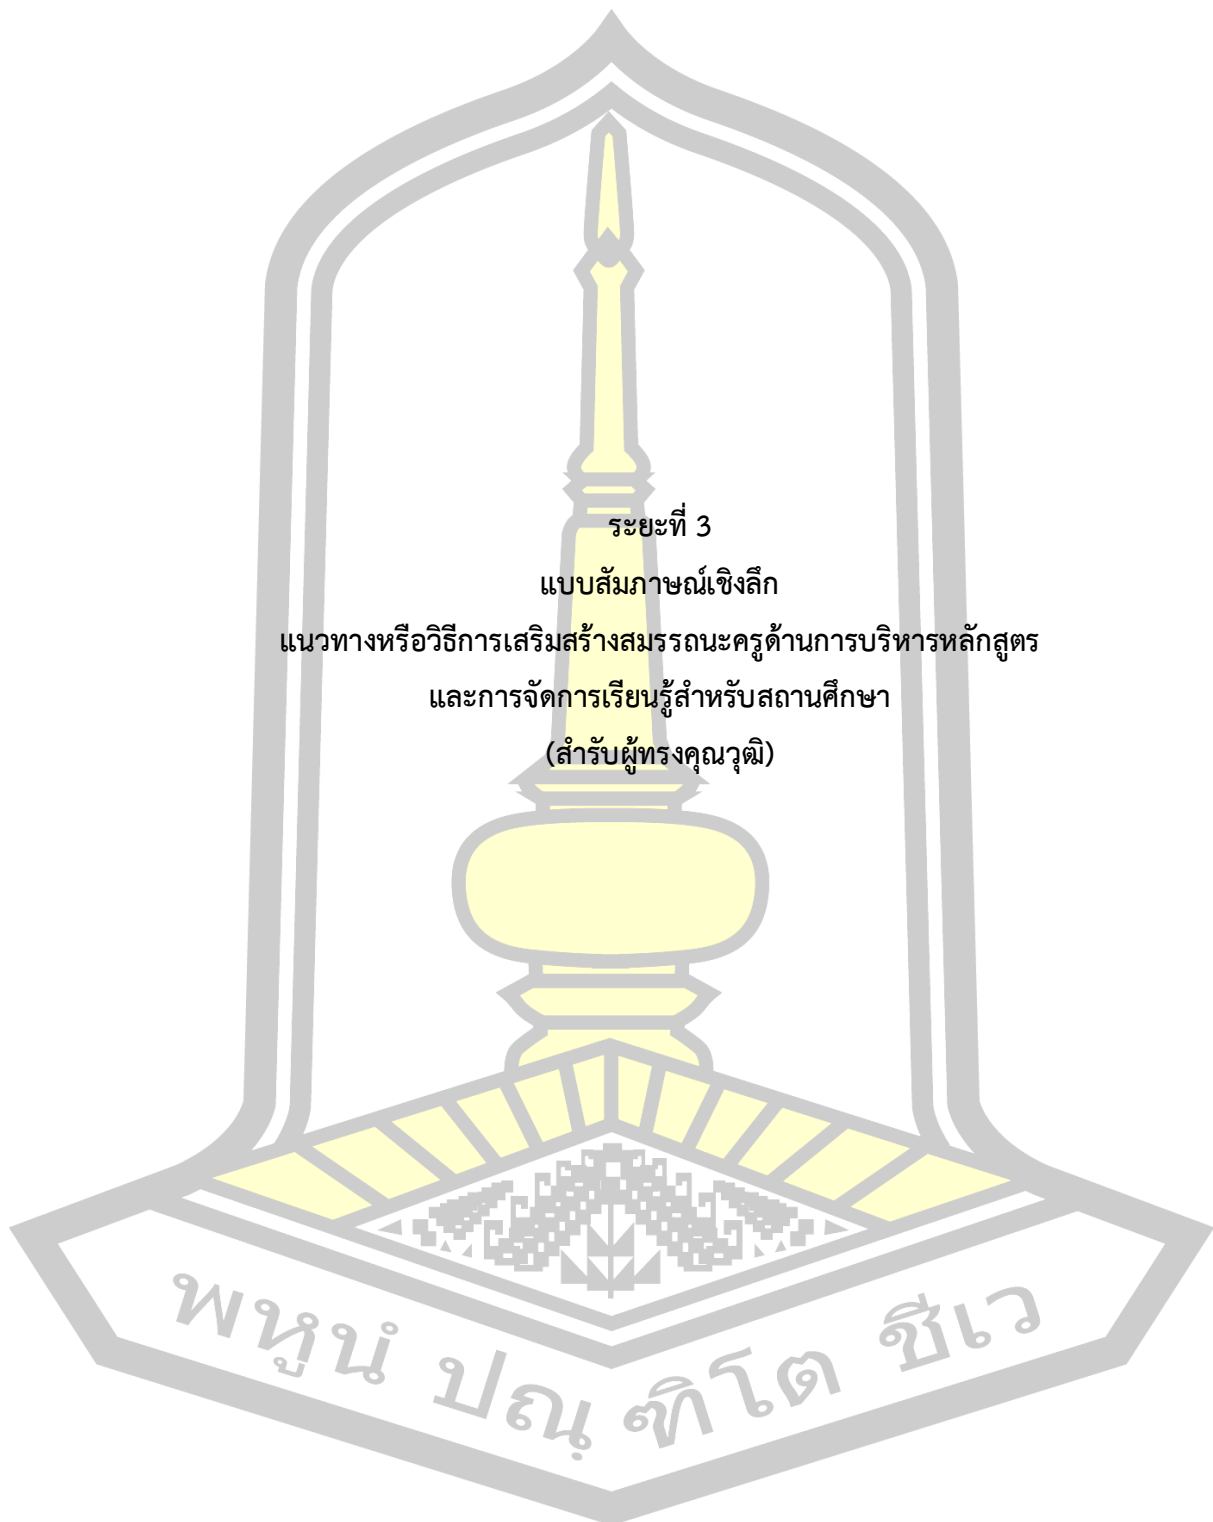 ระยะที่ 3
แบบสัมภาษณ์เชิงลึก
แนวทางหรือวิธีการเสริมสร้างสมรรถนะครูด้านการบริหารหลักสูตร
และการจัดการเรียนรู้สำหรับสถานศึกษา
(สำรับผู้ทรงคุณวุฒิ)
พหูนํ ปณฺฑิโต ชีเว